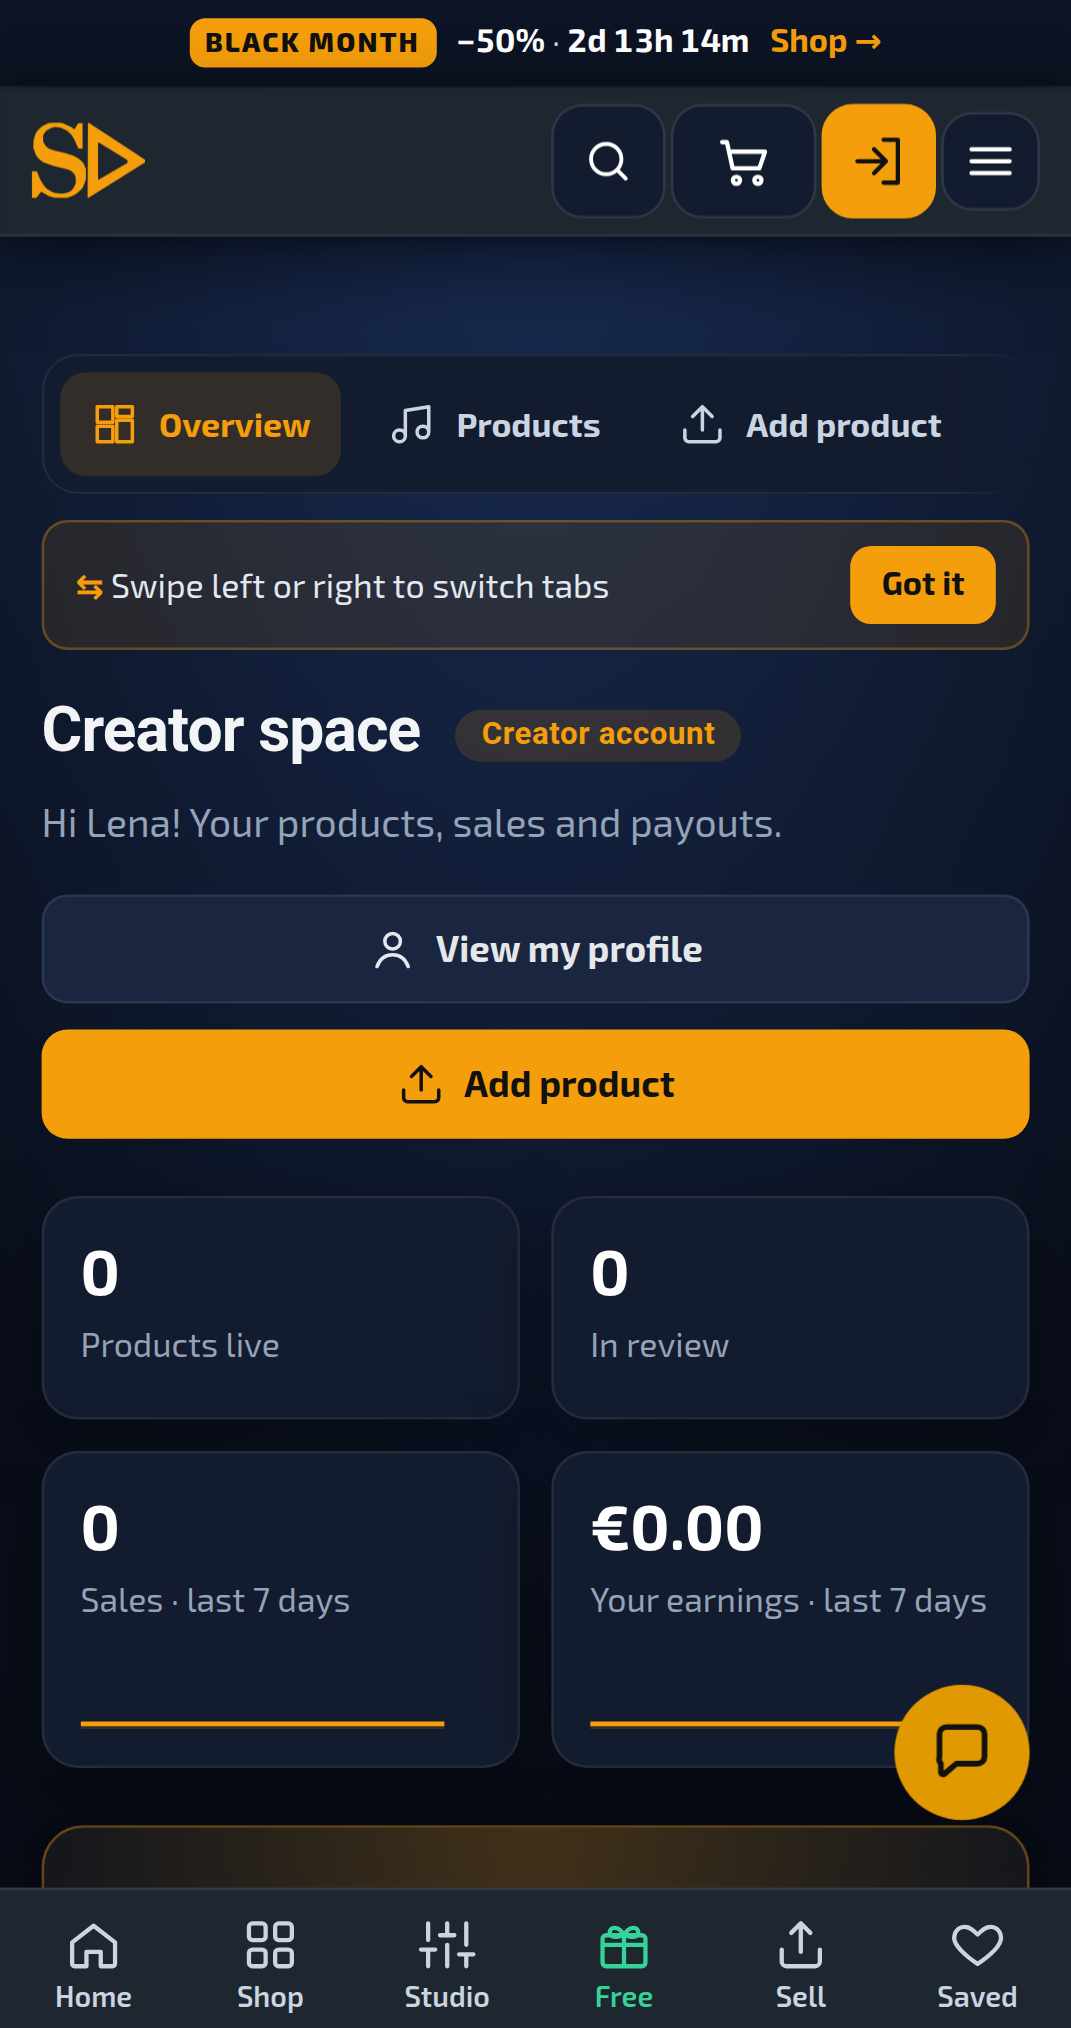 BLACK MONTH −50% · 2d 13h 14m Shop →
S
Overview Products Add product
⇆ Swipe left or right to switch tabs Got it
Creator space Creator account
Hi Lena! Your products, sales and payouts.
View my profile
Add product
0 0
Products live In review
0 €0.00
Sales · last 7 days Your earnings · last 7 days
Home Shop Studio Free Sell Saved